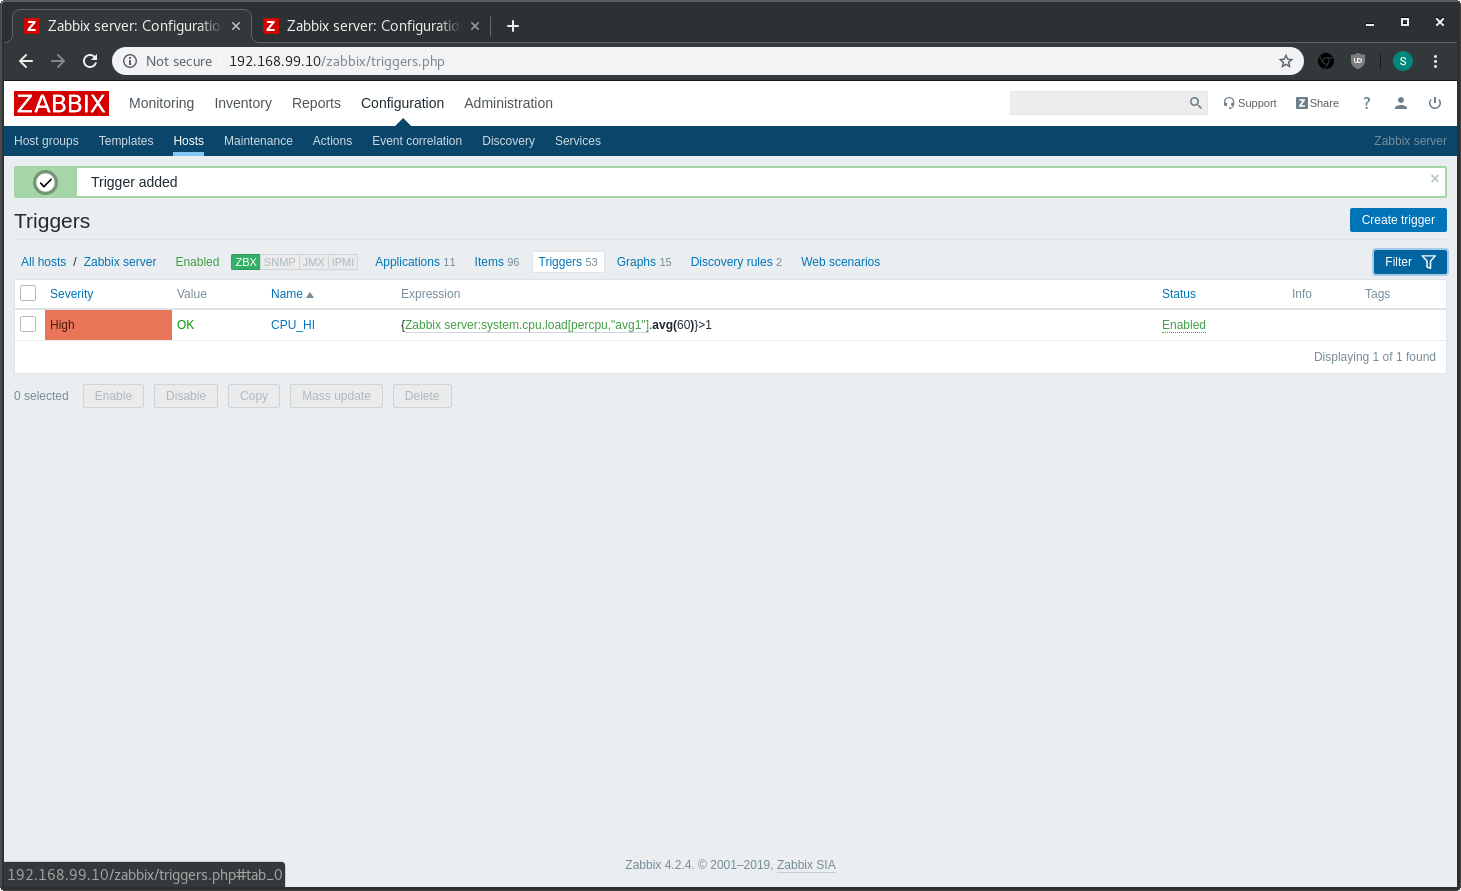 Zabbix server: Configuratio Zabbix server: Configuratio
Not secure 192.168.99.10/zabbix/triggers.php S
ZABBIX Monitoring Inventory Reports Configuration Administration Support Z Share ?
Host groups Templates Hosts Maintenance Actions Event correlation Discovery Services Zabbix server
Trigger added
Triggers Create trigger
All hosts / Zabbix server Enabled ZBX SNMP JMX IPMI Applications 11 Items 96 Triggers 53 Graphs 15 Discovery rules 2 Web scenarios Filter
Severity Value Name Expression Status Info Tags
High OK CPU_HI {Zabbix server:system.cpu.load[percpu,"avg1"].avg(60)}>1 Enabled
Displaying 1 of 1 found
0 selected Enable Disable Copy Mass update Delete
Zabbix 4.2.4. © 2001–2019, Zabbix SIA
192.168.99.10/zabbix/triggers.php#tab_0